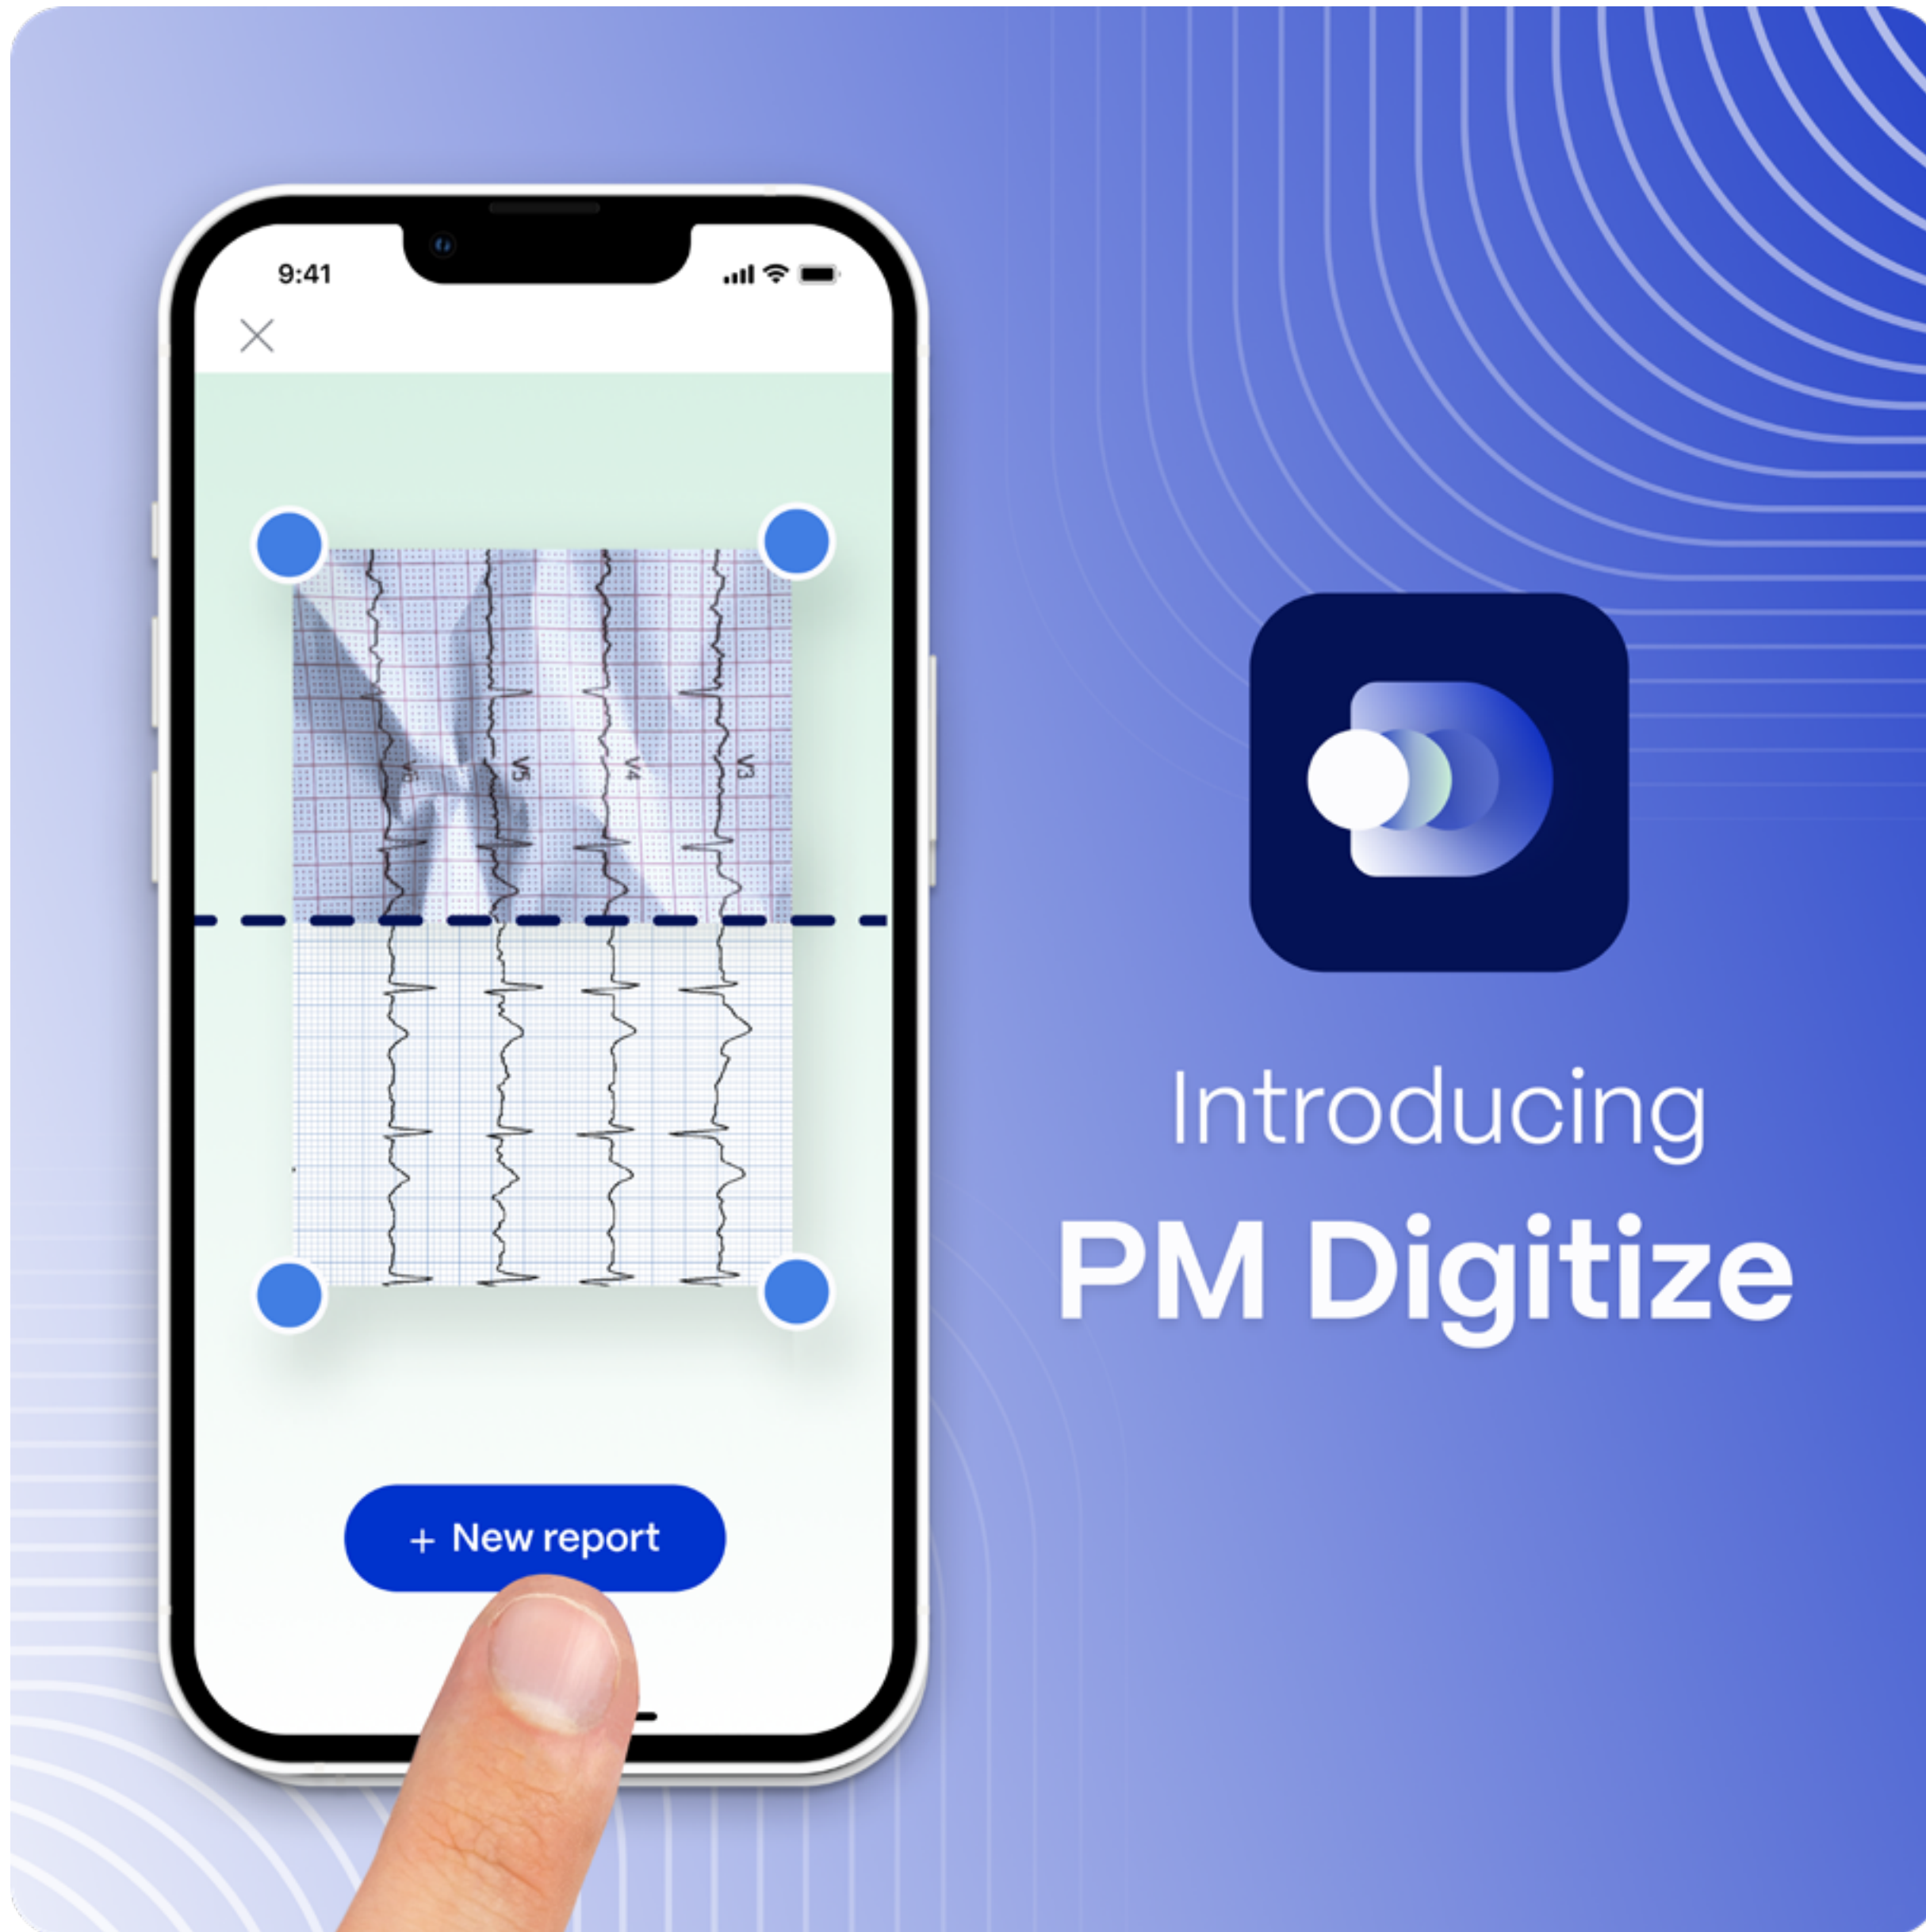 9:41
V6 V5 V4 V3
+ New report
Introducing
PM Digitize